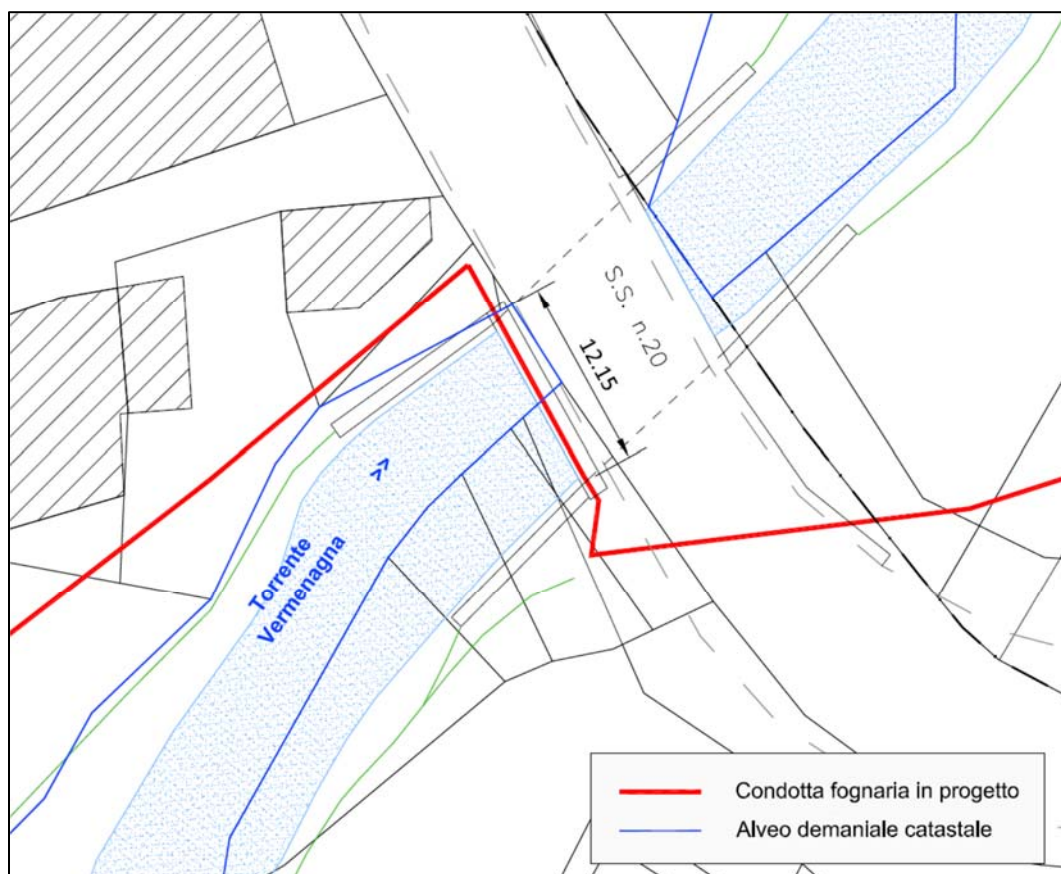 S.S. n.20
12.15
>>
Torrente
Vermenagna
Condotta fognaria in progetto
Alveo demaniale catastale